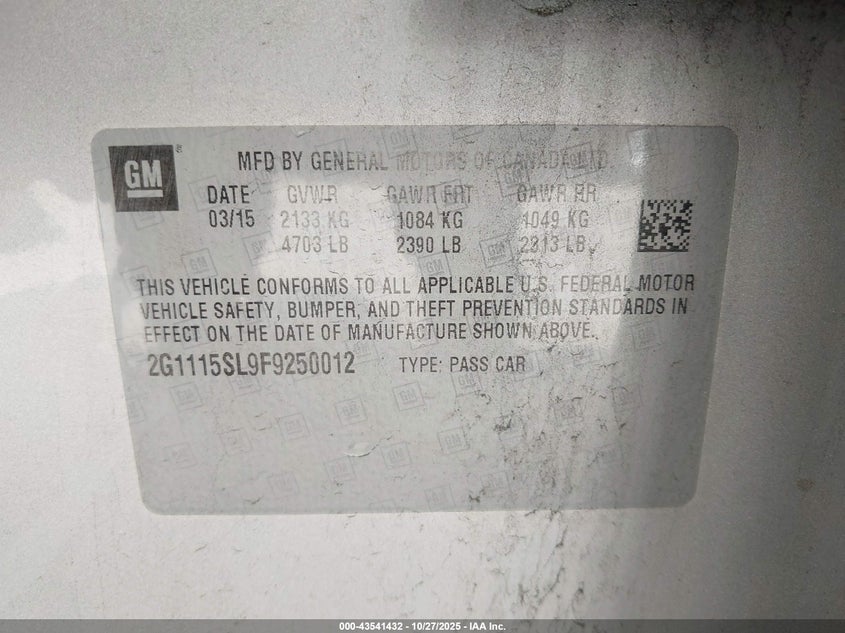 GM
MFD BY GENERAL MOTORS OF CANADA LTD.
DATE GVWR GAWR FRT GAWR RR
03/15 2133 KG 1084 KG 1049 KG
4703 LB 2390 LB 2313 LB
THIS VEHICLE CONFORMS TO ALL APPLICABLE U.S. FEDERAL MOTOR
VEHICLE SAFETY, BUMPER, AND THEFT PREVENTION STANDARDS IN
EFFECT ON THE DATE OF MANUFACTURE SHOWN ABOVE.
2G1115SL9F9250012 TYPE: PASS CAR
000-43541432 - 10/27/2025 - IAA Inc.